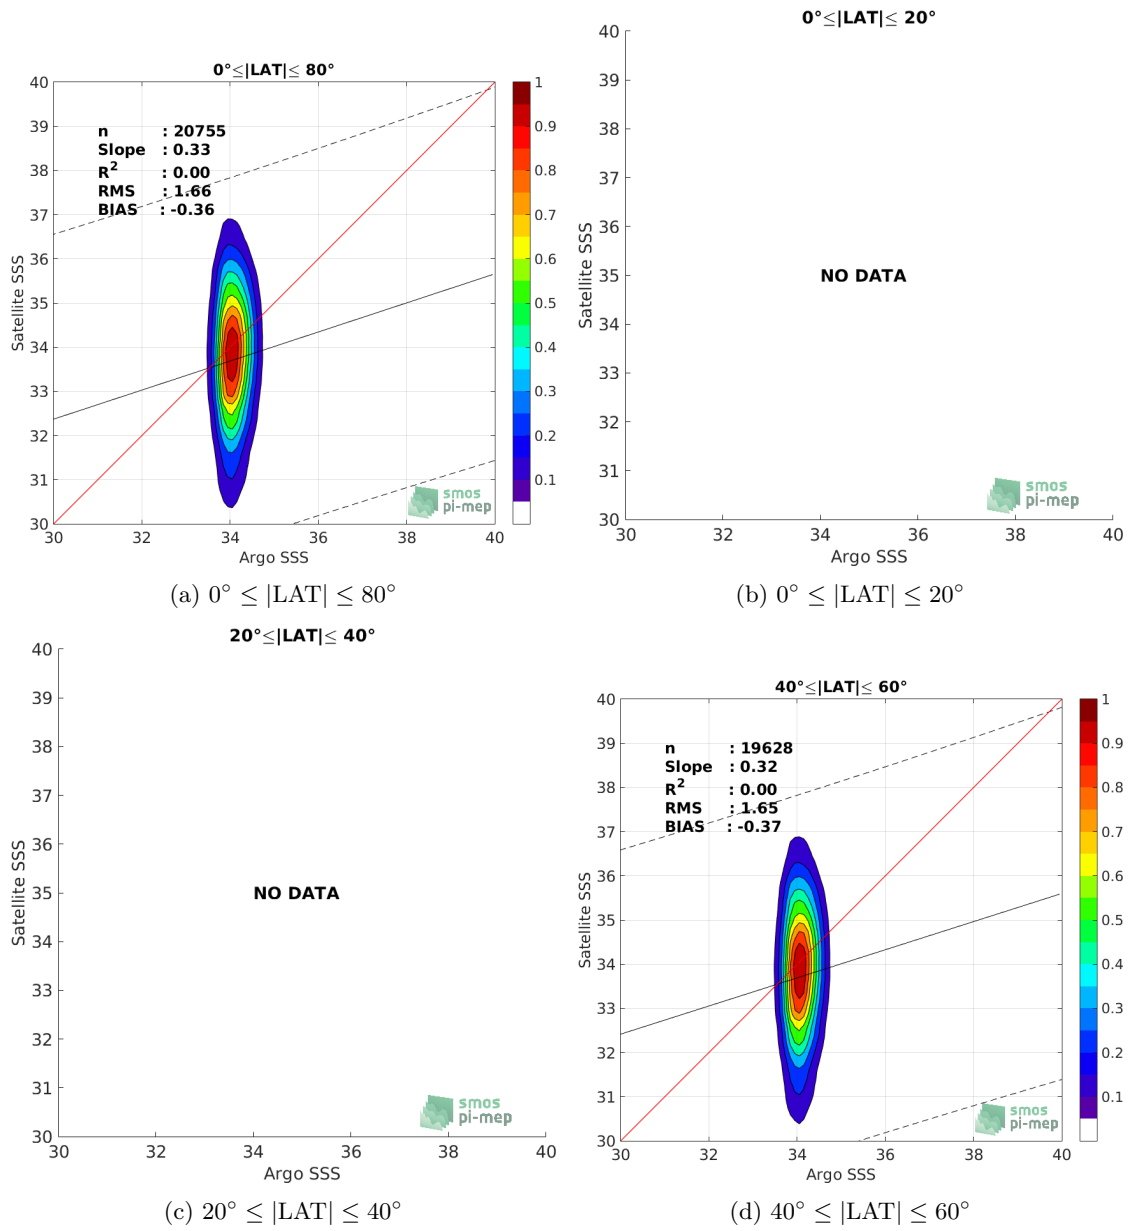 0°≤|LAT|≤ 80°
40
39
38
37
36
35
34
33
32
31
30
Satellite SSS
n : 20755
Slope : 0.33
R² : 0.00
RMS : 1.66
BIAS : -0.36
smos
pi-mep
30 32 34 36 38 40
Argo SSS
1
0.9
0.8
0.7
0.6
0.5
0.4
0.3
0.2
0.1
(a) 0° ≤ |LAT| ≤ 80°
0°≤|LAT|≤ 20°
40
39
38
37
36
35
34
33
32
31
30
Satellite SSS
NO DATA
smos
pi-mep
30 32 34 36 38 40
Argo SSS
(b) 0° ≤ |LAT| ≤ 20°
20°≤|LAT|≤ 40°
40
39
38
37
36
35
34
33
32
31
30
Satellite SSS
NO DATA
smos
pi-mep
30 32 34 36 38 40
Argo SSS
(c) 20° ≤ |LAT| ≤ 40°
40°≤|LAT|≤ 60°
40
39
38
37
36
35
34
33
32
31
30
Satellite SSS
n : 19628
Slope : 0.32
R² : 0.00
RMS : 1.65
BIAS : -0.37
smos
pi-mep
30 32 34 36 38 40
Argo SSS
1
0.9
0.8
0.7
0.6
0.5
0.4
0.3
0.2
0.1
(d) 40° ≤ |LAT| ≤ 60°